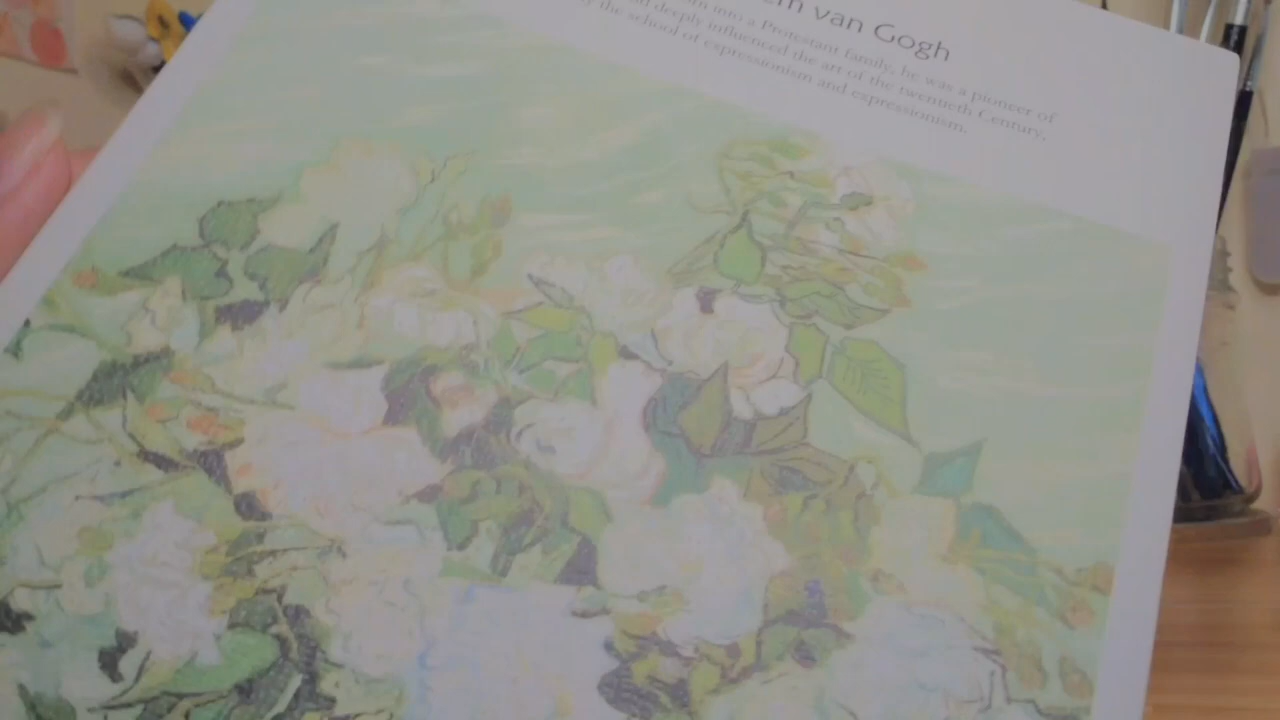 van Gogh
into a Protestant family, he was a pioneer of
deeply influenced the art of the twentieth Century,
the school of expressionism and expressionism.